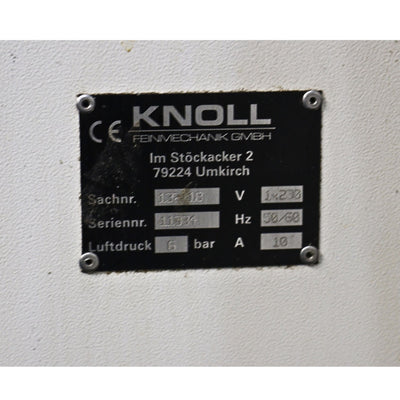 CE KNOLL
FEINMECHANIK GMBH
Im Stöckacker 2
79224 Umkirch
Sachnr. V 1x230
Seriennr. Hz 50/60
Luftdruck 6 bar A 10